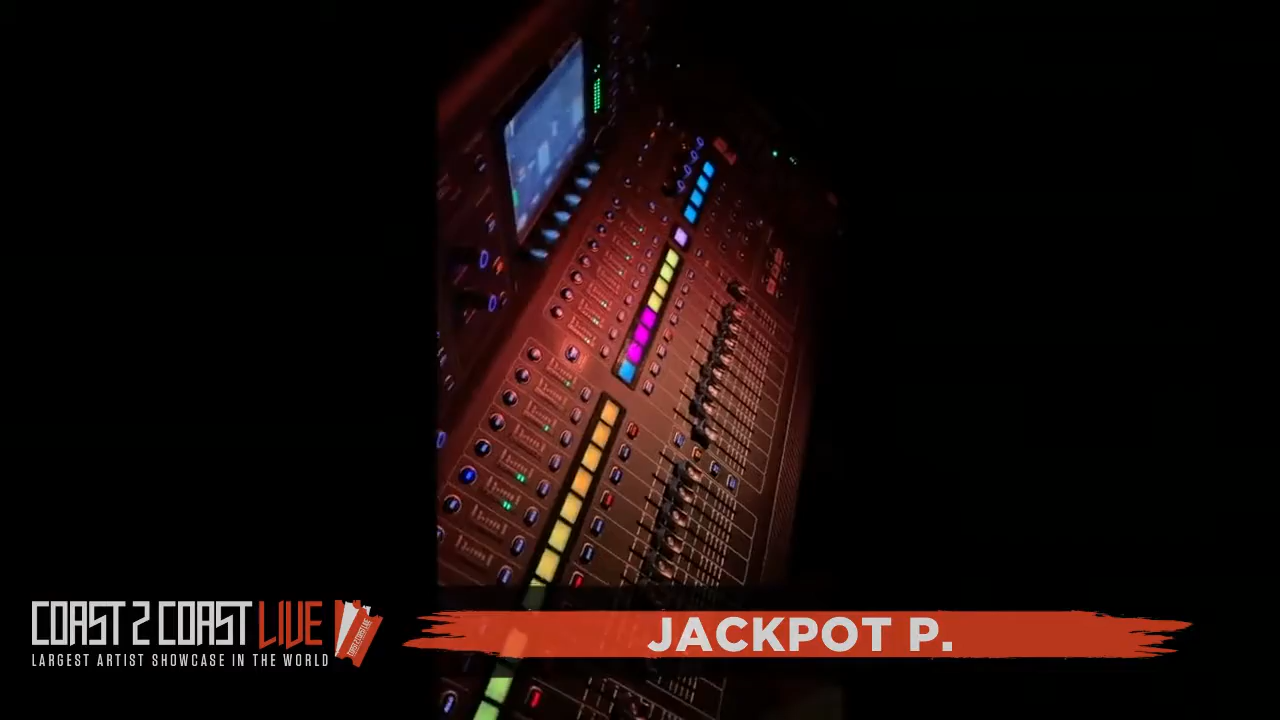 COAST 2 COAST LIVE
LARGEST ARTIST SHOWCASE IN THE WORLD
JACKPOT P.